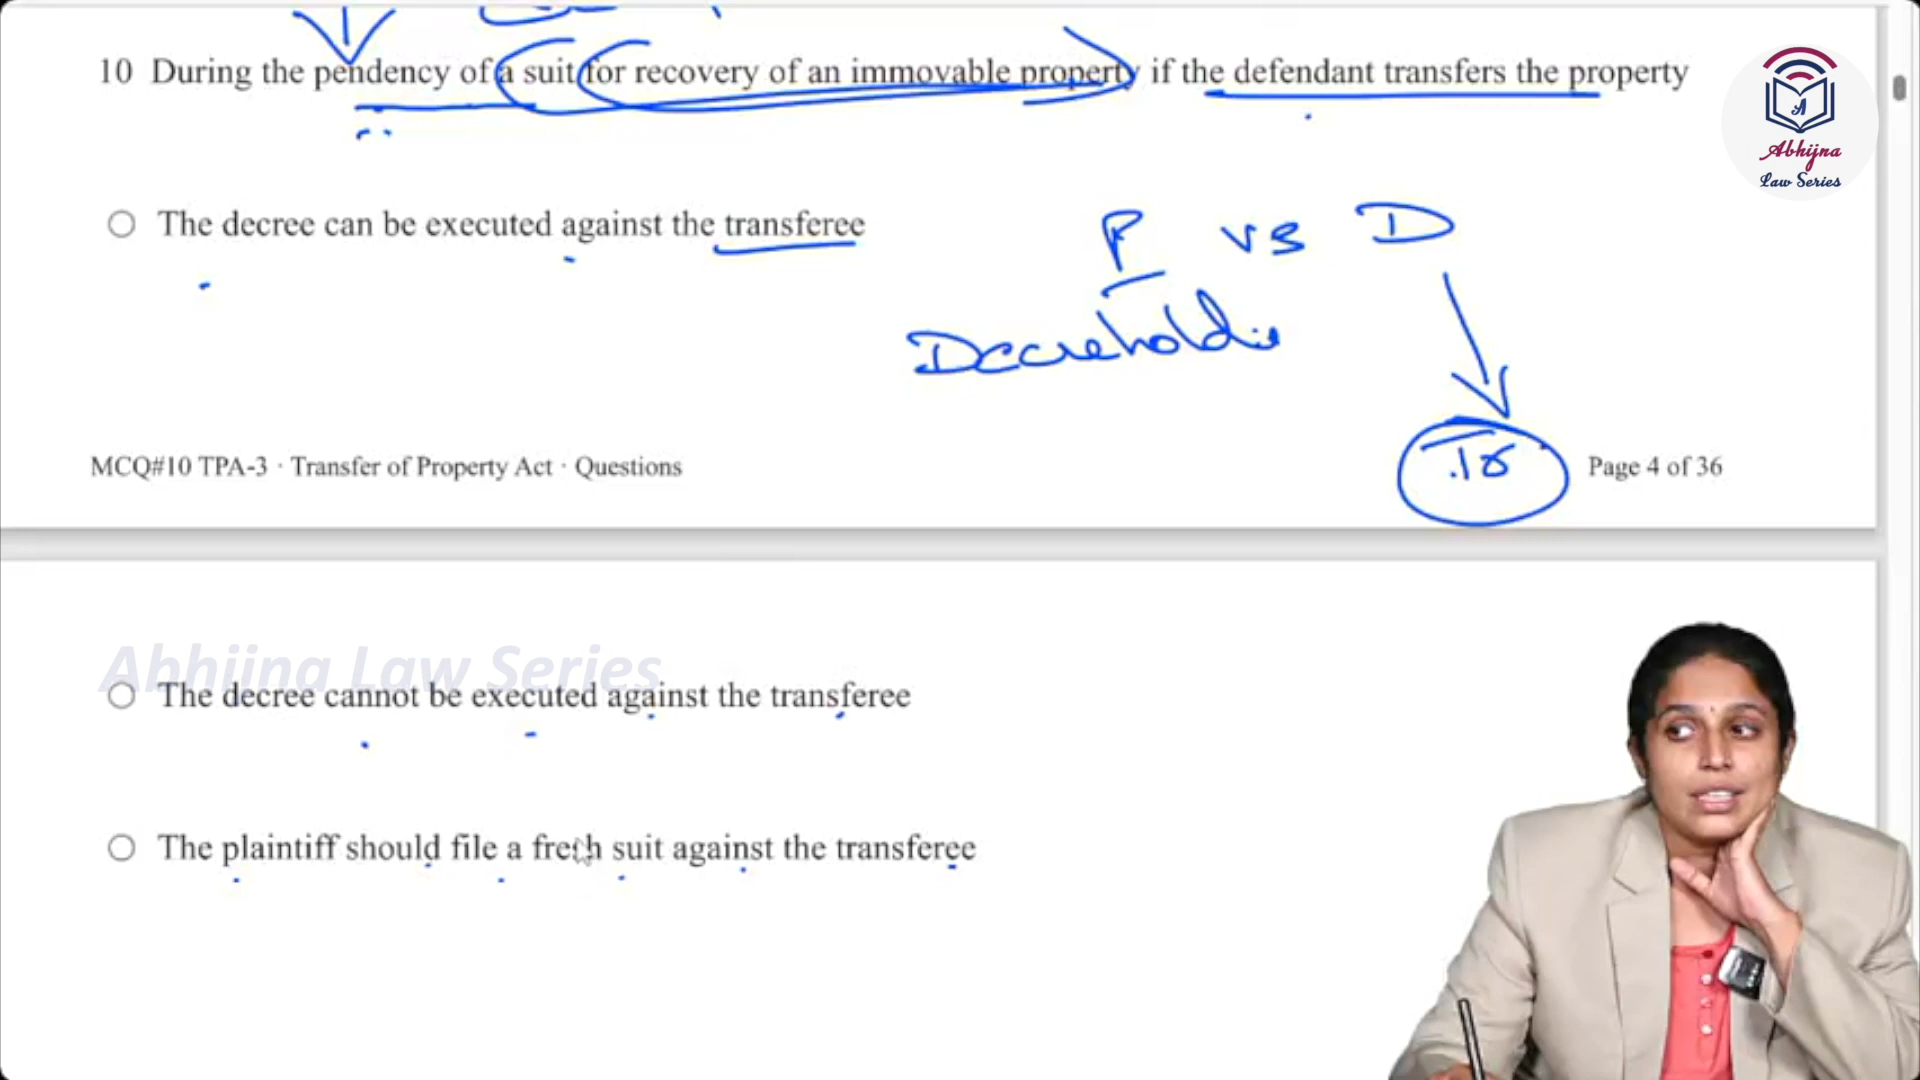 10 During the pendency of a suit for recovery of an immovable property if the defendant transfers the property
A
Abhijna
Law Series
The decree can be executed against the transferee
P vs D
Decreeholder
Tr
MCQ#10 TPA-3 · Transfer of Property Act · Questions
Page 4 of 36
Abhijna Law Series
The decree cannot be executed against the transferee
The plaintiff should file a fresh suit against the transferee